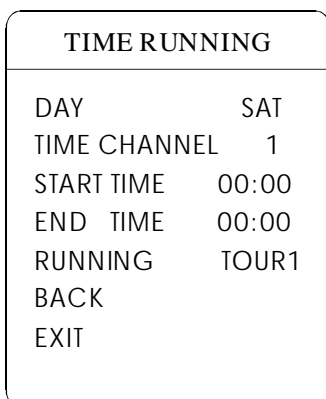 TIME RUNNING
DAY SAT
TIME CHANNEL 1
START TIME 00:00
END TIME 00:00
RUNNING TOUR1
BACK
EXIT